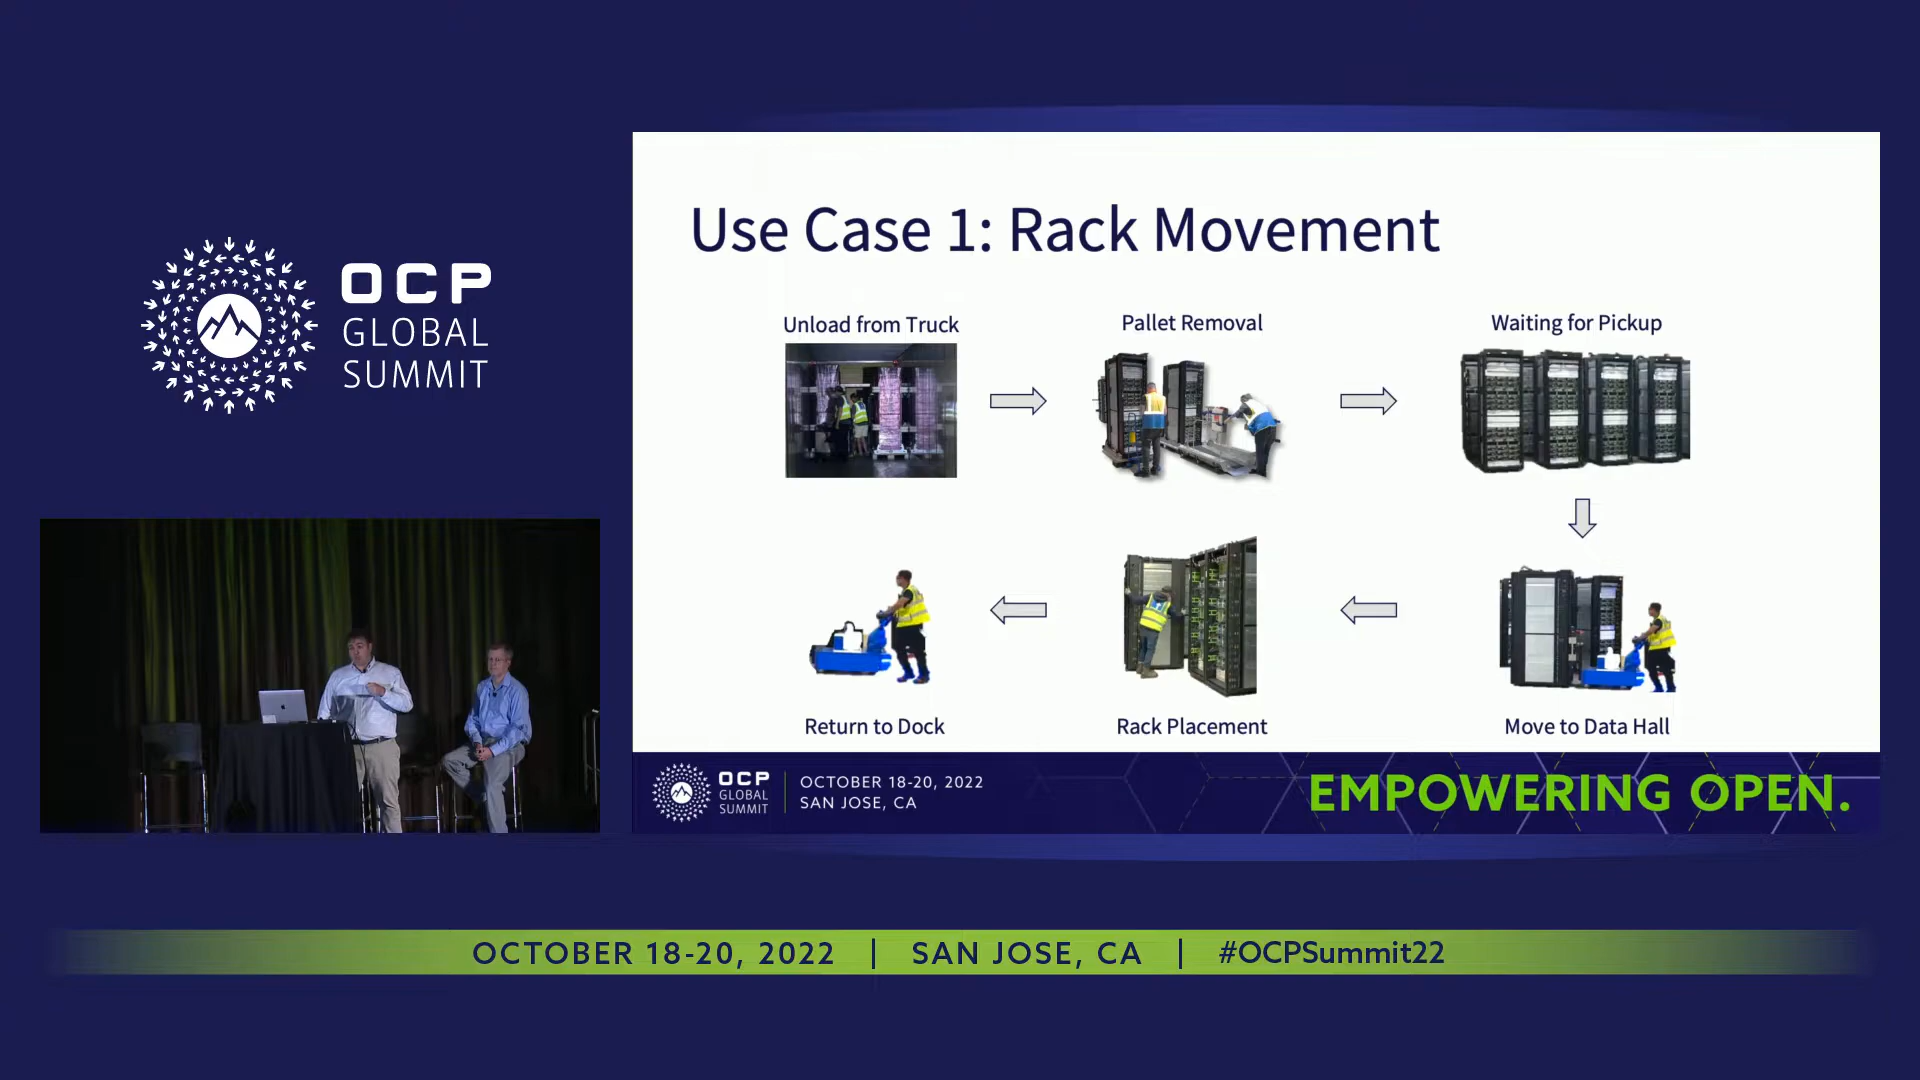 OCP
GLOBAL
SUMMIT
Use Case 1: Rack Movement
Unload from Truck
Pallet Removal
Waiting for Pickup
Return to Dock
Rack Placement
Move to Data Hall
OCP
GLOBAL
SUMMIT
OCTOBER 18-20, 2022
SAN JOSE, CA
EMPOWERING OPEN.
OCTOBER 18-20, 2022 | SAN JOSE, CA | #OCPSummit22